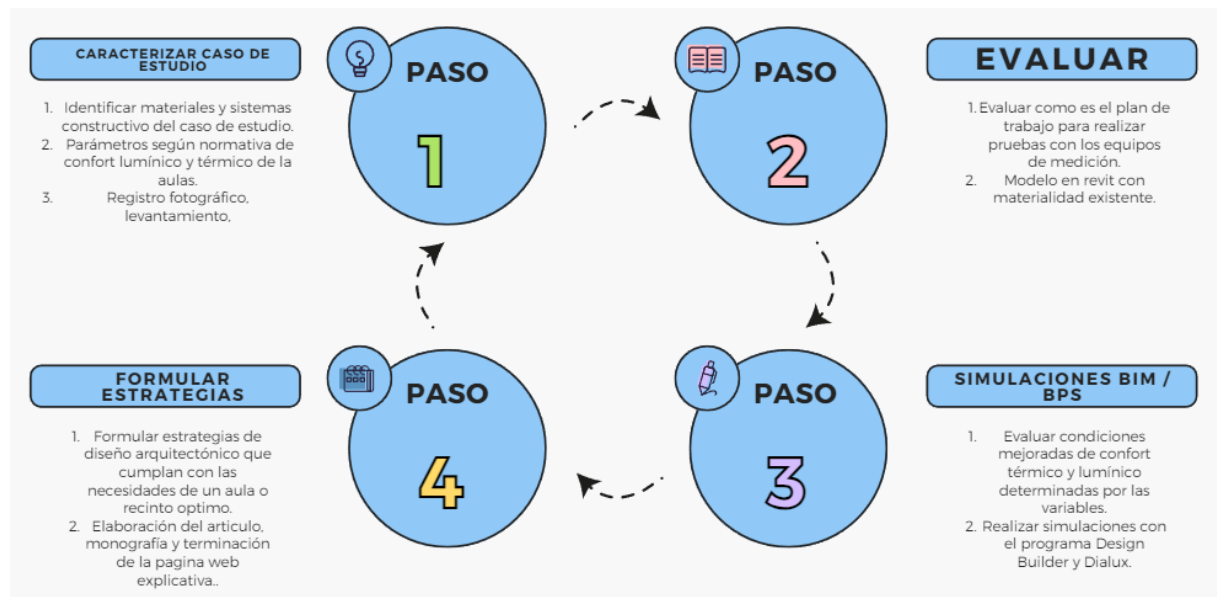 CARACTERIZAR CASO DE
ESTUDIO
1. Identificar materiales y sistemas
constructivo del caso de estudio.
2. Parámetros según normativa de
confort lumínico y térmico de la
aulas.
3. Registro fotográfico,
levantamiento,
PASO
1
PASO
2
EVALUAR
1. Evaluar como es el plan de
trabajo para realizar
pruebas con los equipos
de medición.
2. Modelo en revit con
materialidad existente.
FORMULAR
ESTRATEGIAS
1. Formular estrategias de
diseño arquitectónico que
cumplan con las
necesidades de un aula o
recinto optimo.
2. Elaboración del articulo,
monografía y terminación
de la pagina web
explicativa..
PASO
4
PASO
3
SIMULACIONES BIM /
BPS
1. Evaluar condiciones
mejoradas de confort
térmico y lumínico
determinadas por las
variables.
2. Realizar simulaciones con
el programa Design
Builder y Dialux.